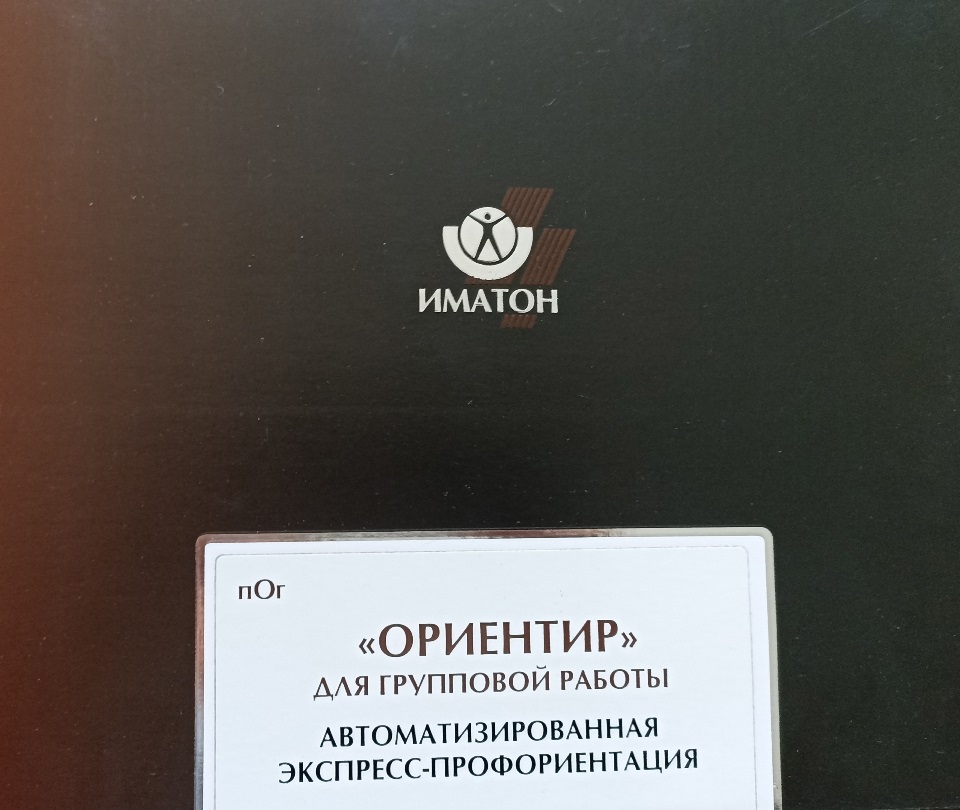 ИМАТОН
пОг
«ОРИЕНТИР»
ДЛЯ ГРУППОВОЙ РАБОТЫ
АВТОМАТИЗИРОВАННАЯ
ЭКСПРЕСС-ПРОФОРИЕНТАЦИЯ